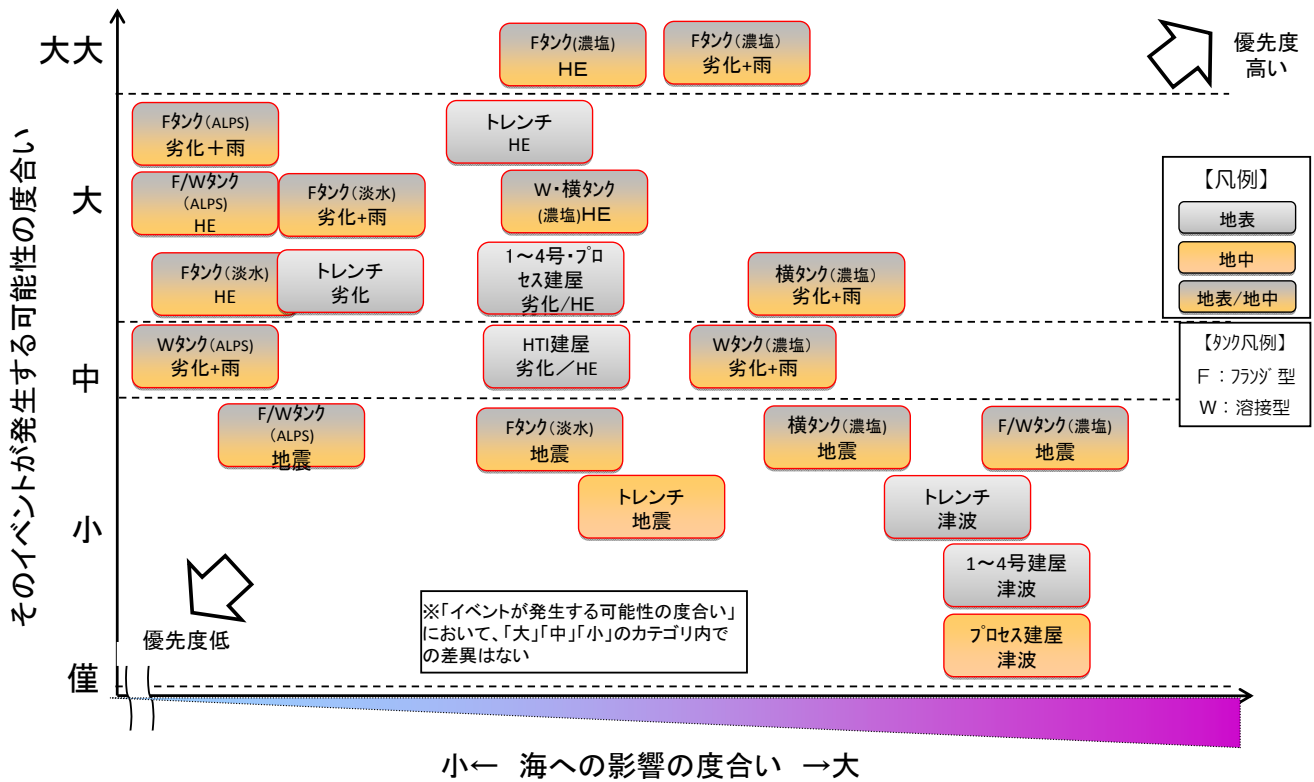 そのイベントが発生する可能性の度合い
大大
大
中
小
僅
Fタンク(濃塩)
HE
Fタンク(濃塩)
劣化+雨
優先度
高い
Fタンク(ALPS)
劣化＋雨
トレンチ
HE
F/Wタンク
(ALPS)
HE
Fタンク(淡水)
劣化+雨
W・横タンク
(濃塩)HE
Fタンク(淡水)
HE
トレンチ
劣化
1～4号・プロ
セス建屋
劣化/HE
横タンク(濃塩)
劣化+雨
Wタンク(ALPS)
劣化+雨
HTI建屋
劣化／HE
Wタンク(濃塩)
劣化+雨
F/Wタンク
(ALPS)
地震
Fタンク(淡水)
地震
横タンク(濃塩)
地震
F/Wタンク(濃塩)
地震
トレンチ
地震
トレンチ
津波
1～4号建屋
津波
プロセス建屋
津波
【凡例】
地表
地中
地表/地中
【タンク凡例】
Ｆ：フランジ型
Ｗ：溶接型
優先度低
※「イベントが発生する可能性の度合い」
において、「大」「中」「小」のカテゴリ内で
の差異はない
小← 海への影響の度合い →大